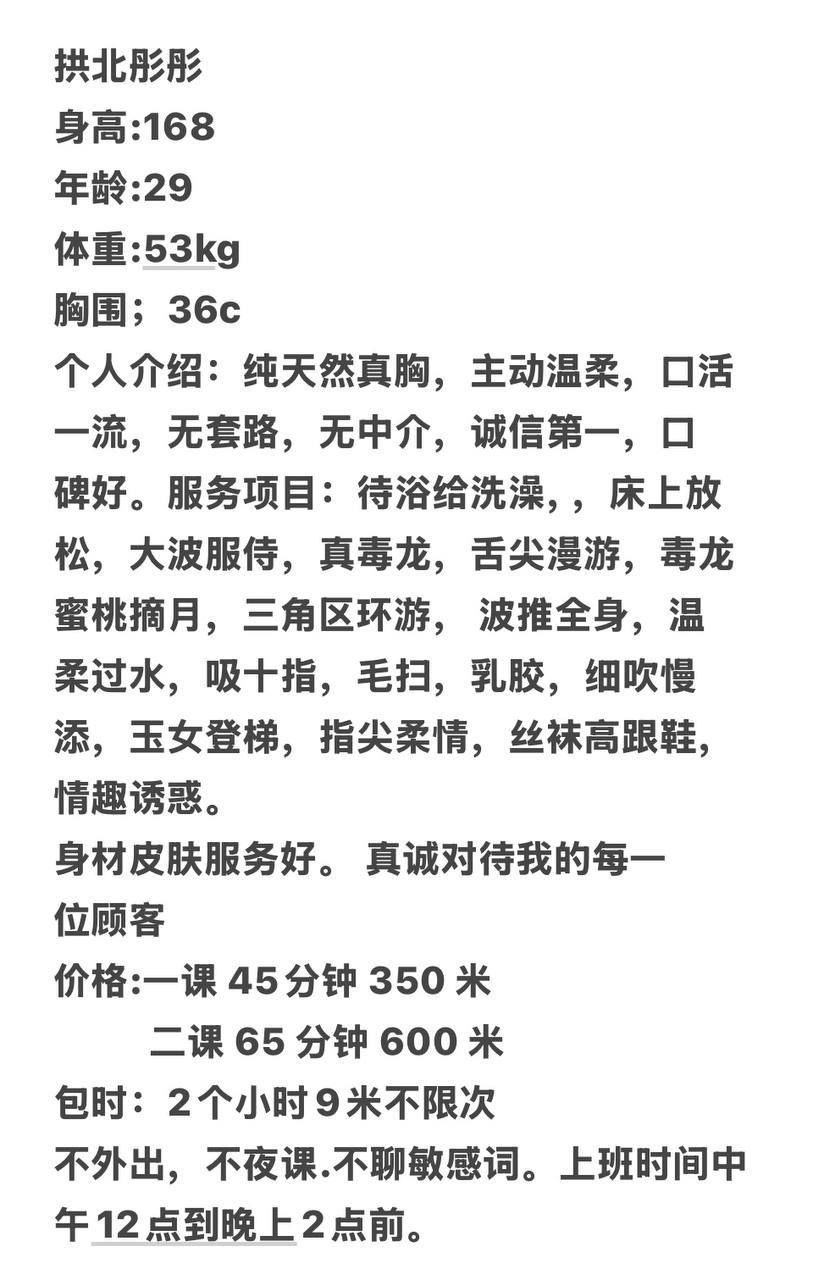 拱北彤彤
身高:168
年龄:29
体重:53kg
胸围；36c
个人介绍：纯天然真胸，主动温柔，口活
一流，无套路，无中介，诚信第一，口
碑好。服务项目：待浴给洗澡,，床上放
松，大波服侍，真毒龙，舌尖漫游，毒龙
蜜桃摘月，三角区环游， 波推全身，温
柔过水，吸十指，毛扫，乳胶，细吹慢
添，玉女登梯，指尖柔情，丝袜高跟鞋，
情趣诱惑。
身材皮肤服务好。 真诚对待我的每一
位顾客
价格:一课 45分钟 350 米
二课 65 分钟 600 米
包时：2个小时9米不限次
不外出，不夜课.不聊敏感词。上班时间中
午12点到晚上2点前。